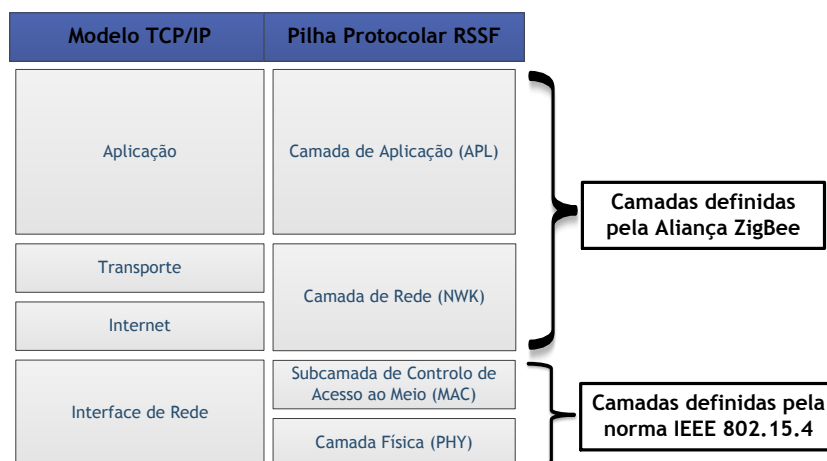 Modelo TCP/IP
Pilha Protocolar RSSF
Aplicação
Camada de Aplicação (APL)
Camadas definidas
pela Aliança ZigBee
Transporte
Camada de Rede (NWK)
Internet
Interface de Rede
Subcamada de Controlo de
Acesso ao Meio (MAC)
Camada Física (PHY)
Camadas definidas pela
norma IEEE 802.15.4